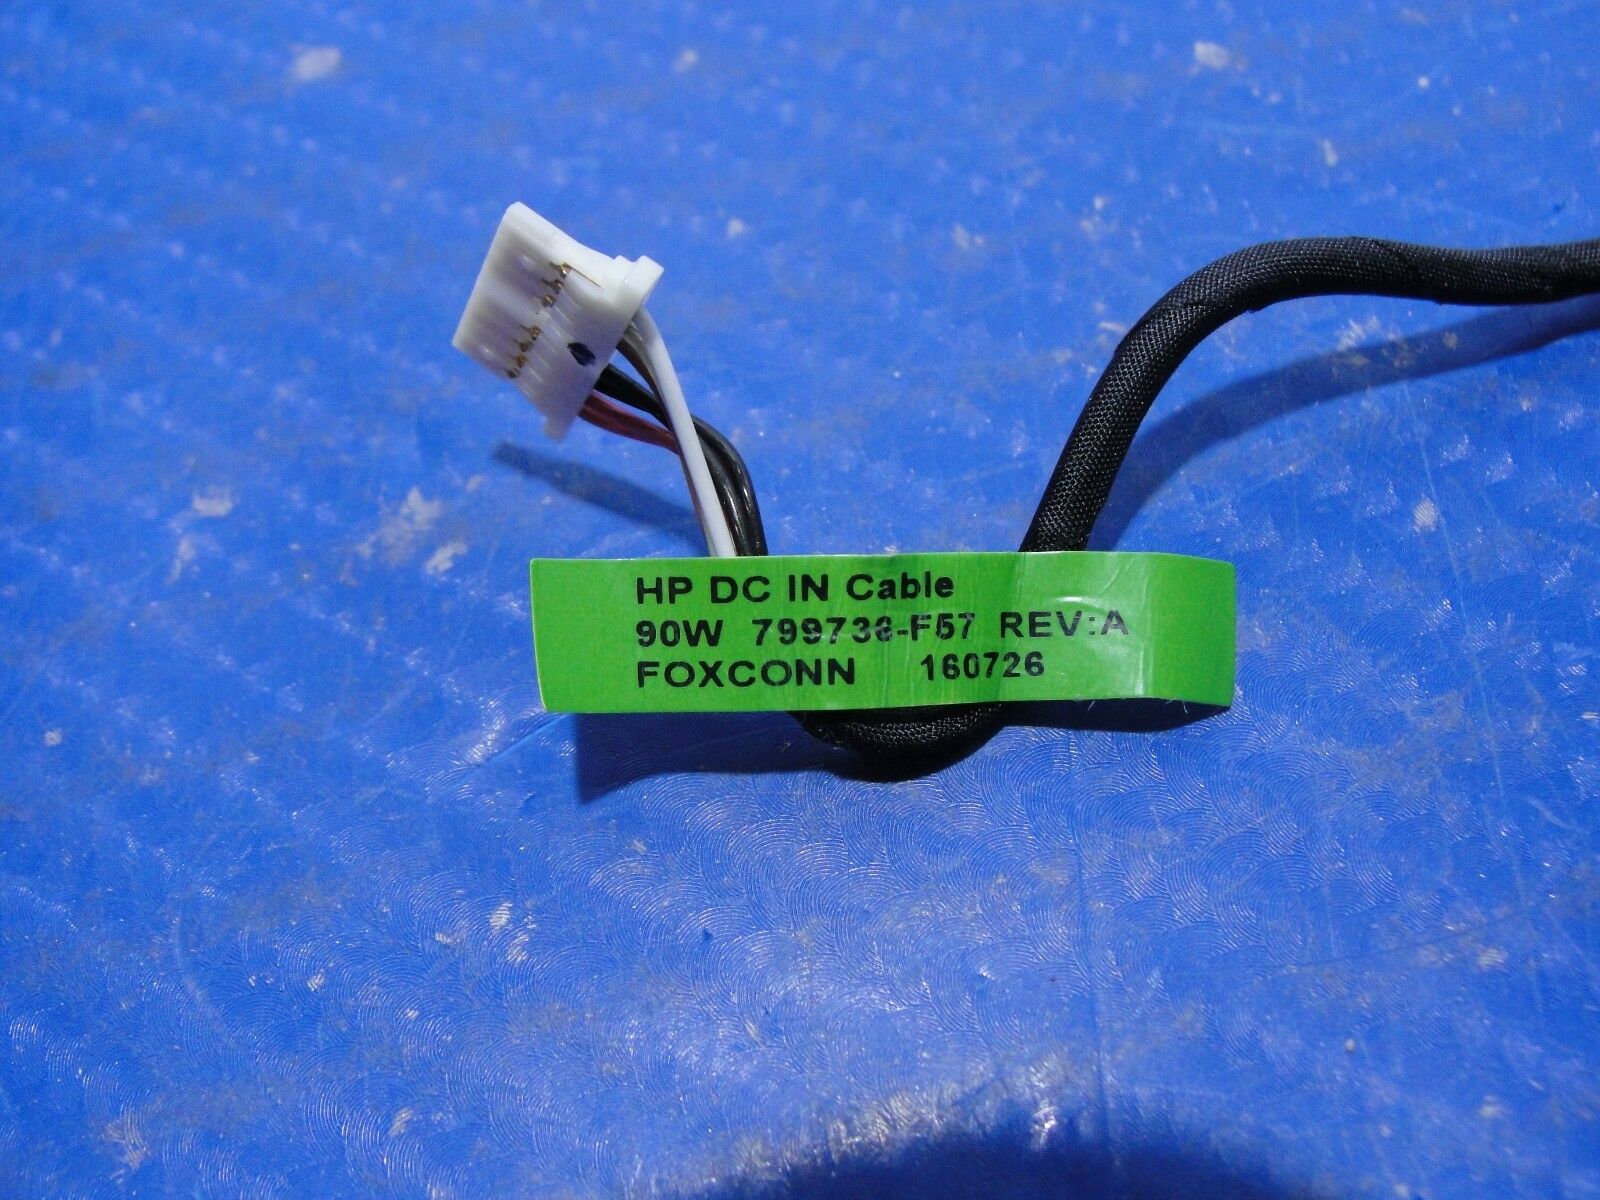 HP DC IN Cable
90W 799736-F57 REV:A
FOXCONN 160726